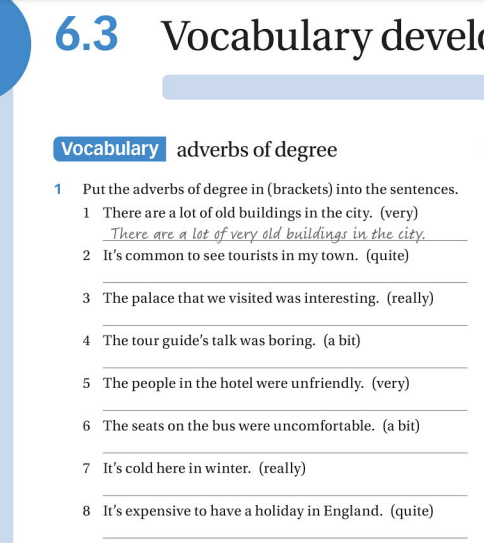 6.3 Vocabulary develo
Vocabulary adverbs of degree
1 Put the adverbs of degree in (brackets) into the sentences.
1 There are a lot of old buildings in the city. (very)
There are a lot of very old buildings in the city.
2 It's common to see tourists in my town. (quite)
3 The palace that we visited was interesting. (really)
4 The tour guide's talk was boring. (a bit)
5 The people in the hotel were unfriendly. (very)
6 The seats on the bus were uncomfortable. (a bit)
7 It's cold here in winter. (really)
8 It's expensive to have a holiday in England. (quite)